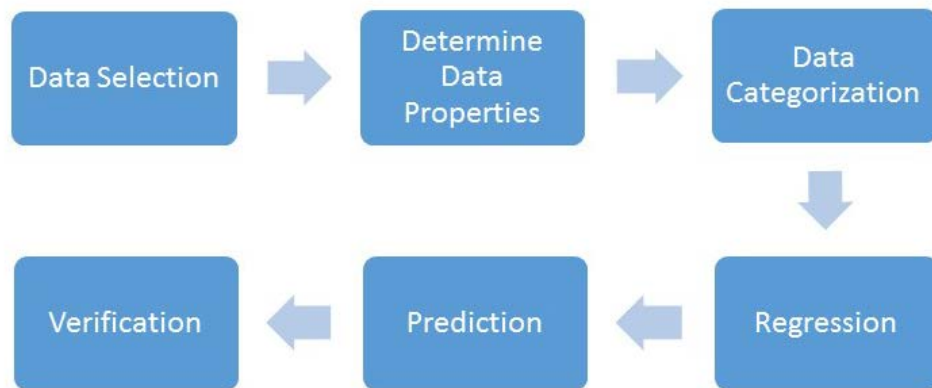 Data Selection
Determine
Data
Properties
Data
Categorization
Regression
Prediction
Verification